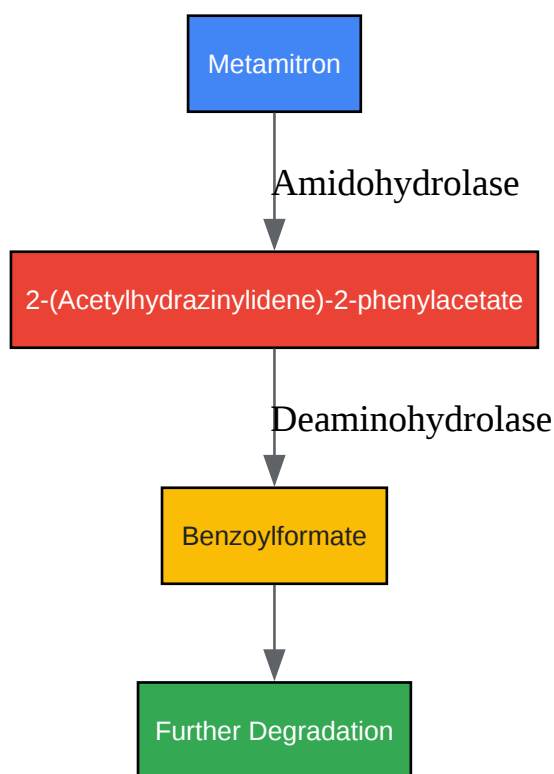 Metamitron
Amidohydrolase
2-(Acetylhydrazinylidene)-2-phenylacetate
Deaminohydrolase
Benzoylformate
Further Degradation